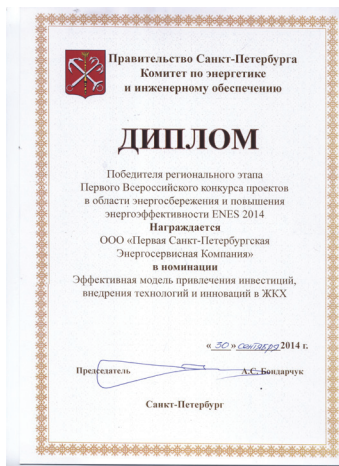 Правительство Санкт-Петербурга
Комитет по энергетике
и инженерному обеспечению
ДИПЛОМ
Победителя регионального этапа
Первого Всероссийского конкурса проектов
в области энергосбережения и повышения
энергоэффективности ENES 2014
Награждается
ООО «Первая Санкт-Петербургская
Энергосервисная Компания»
в номинации
Эффективная модель привлечения инвестиций,
внедрения технологий и инноваций в ЖКХ
« 30 » сентября 2014 г.
Председатель А.С. Бондарчук
Санкт-Петербург